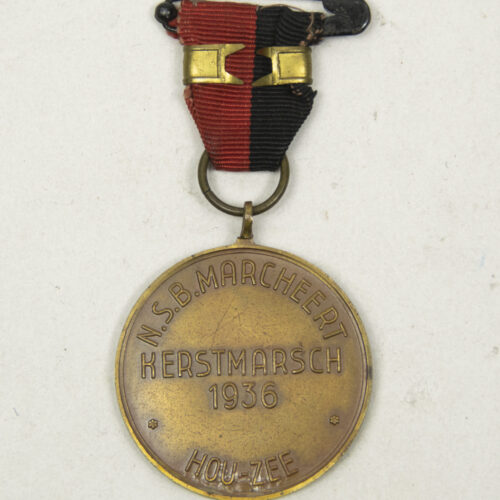 N.S.B. MARCHEERT
KERSTMARSCH
1936
HOU-ZEE